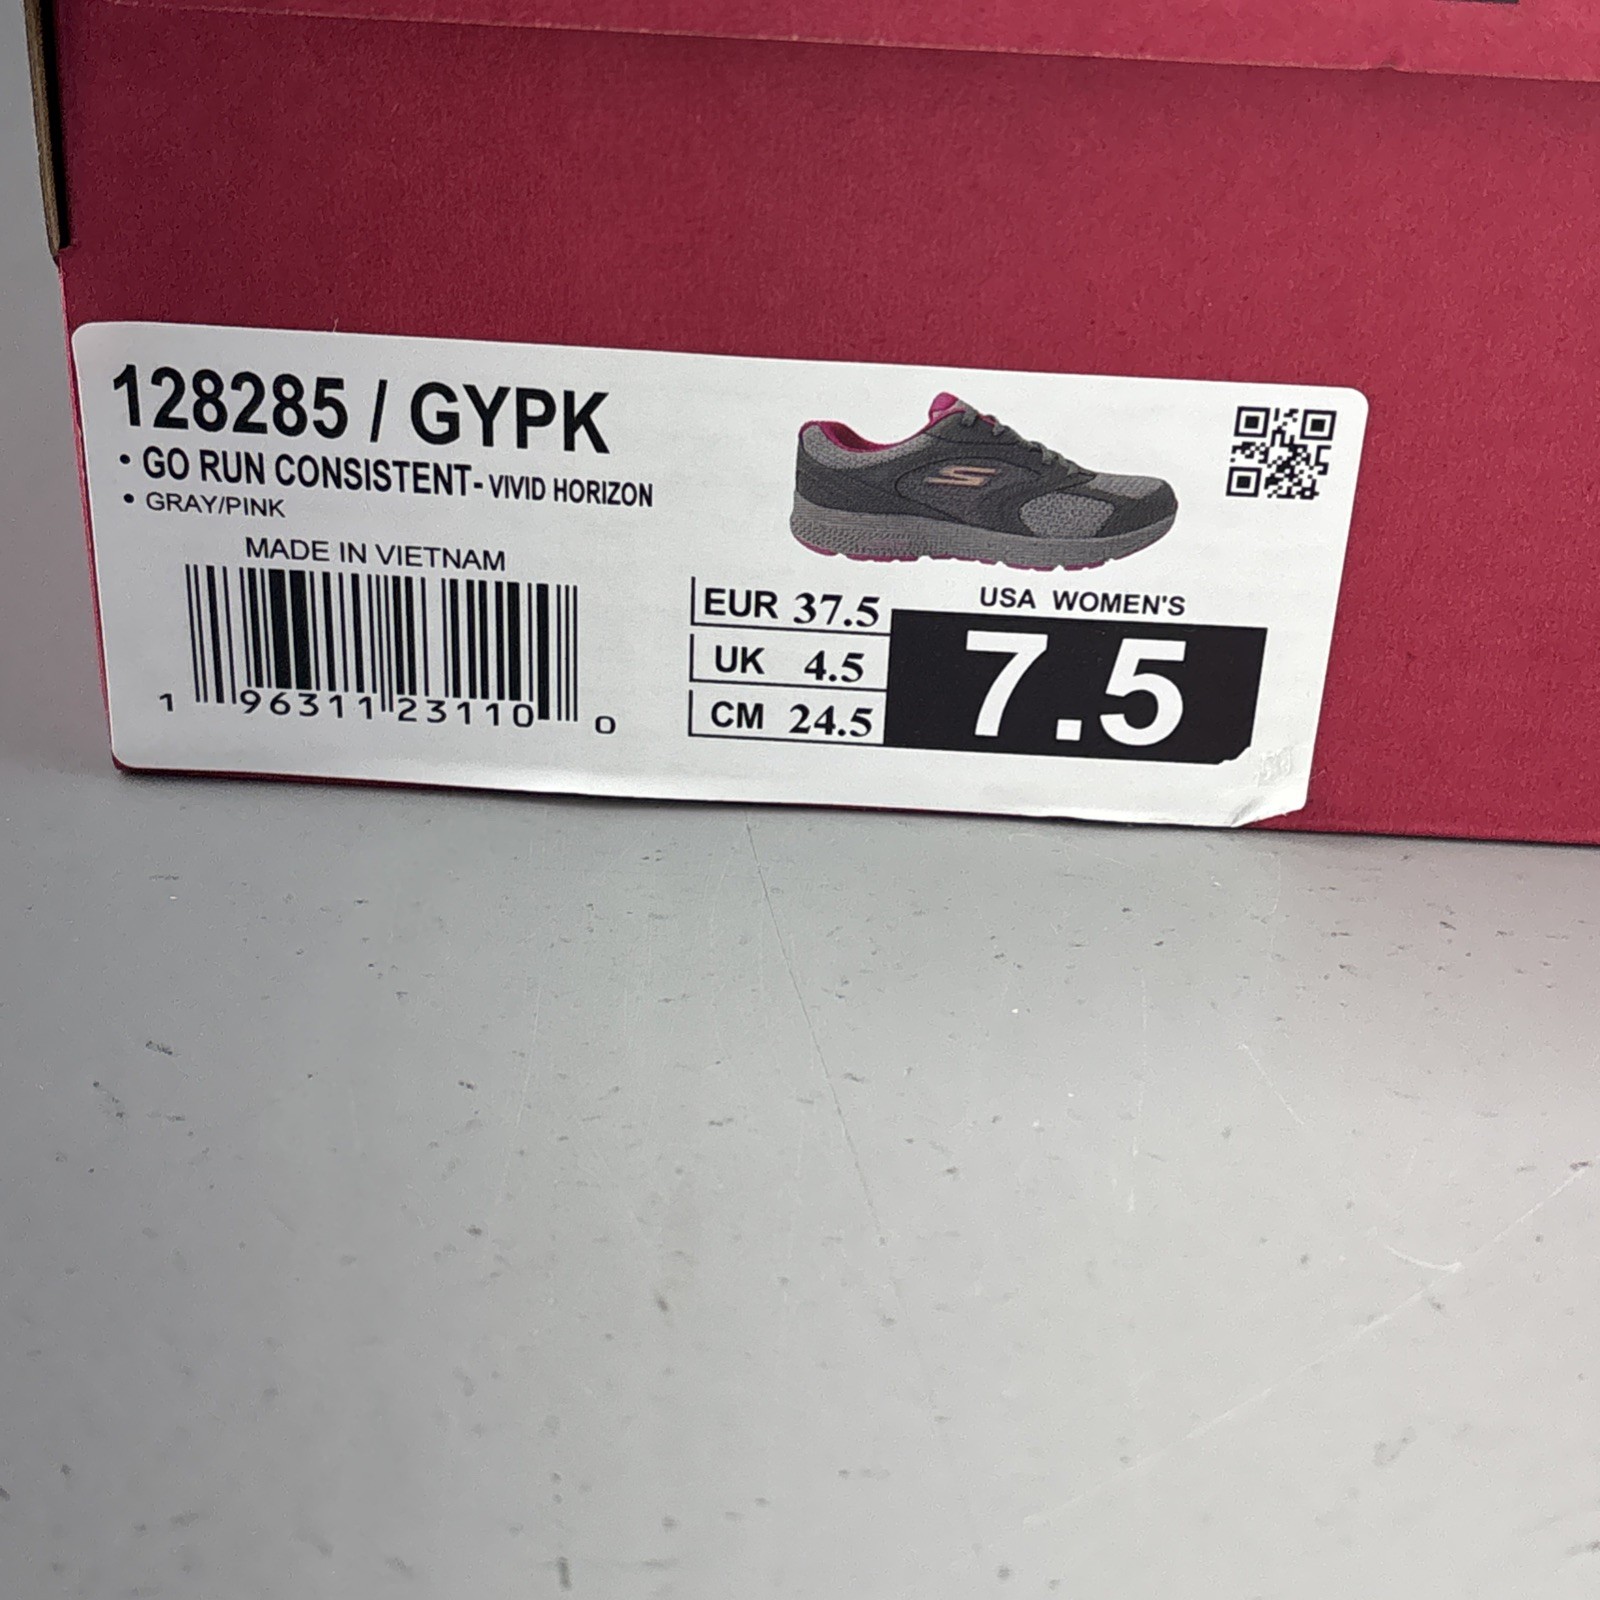 128285 / GYPK
• GO RUN CONSISTENT- VIVID HORIZON
• GRAY/PINK
MADE IN VIETNAM
1 96311 23110 0
EUR 37.5
UK 4.5
CM 24.5
USA WOMEN'S
7.5